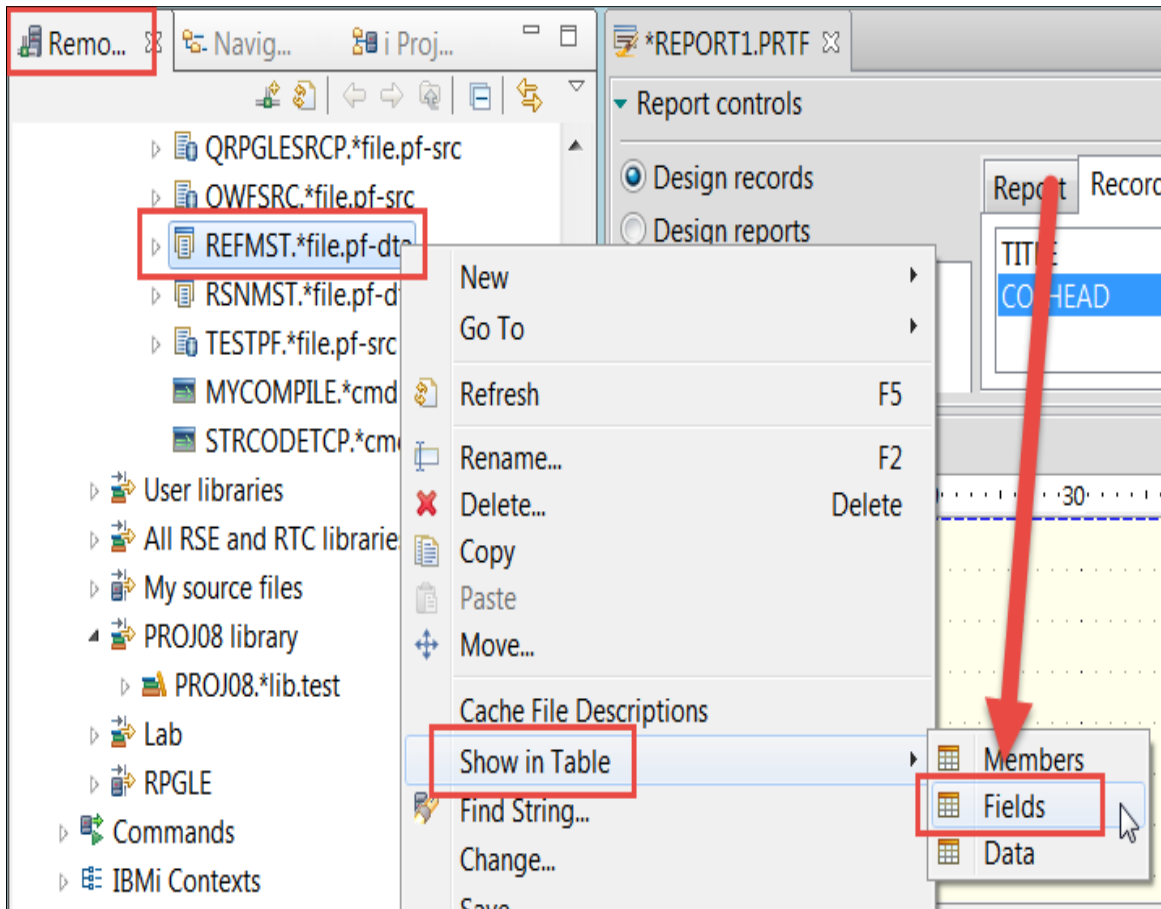 Remo...
Navig...
i Proj...
QRPGLESRCP.*file.pf-src
OWFSRC.*file.pf-src
REFMST.*file.pf-dta
RSNMST.*file.pf-d
TESTPF.*file.pf-src
MYCOMPILE.*cmd
STRCODETCP.*cm
User libraries
All RSE and RTC librarie
My source files
PROJ08 library
PROJ08.*lib.test
Lab
RPGLE
Commands
IBMi Contexts
New
Go To
Refresh F5
Rename... F2
Delete... Delete
Copy
Paste
Move...
Cache File Descriptions
Show in Table
Find String...
Change...
Save
Members
Fields
Data
*REPORT1.PRTF
Report controls
Design records
Design reports
Report
Record
TITLE
COLHEAD
30